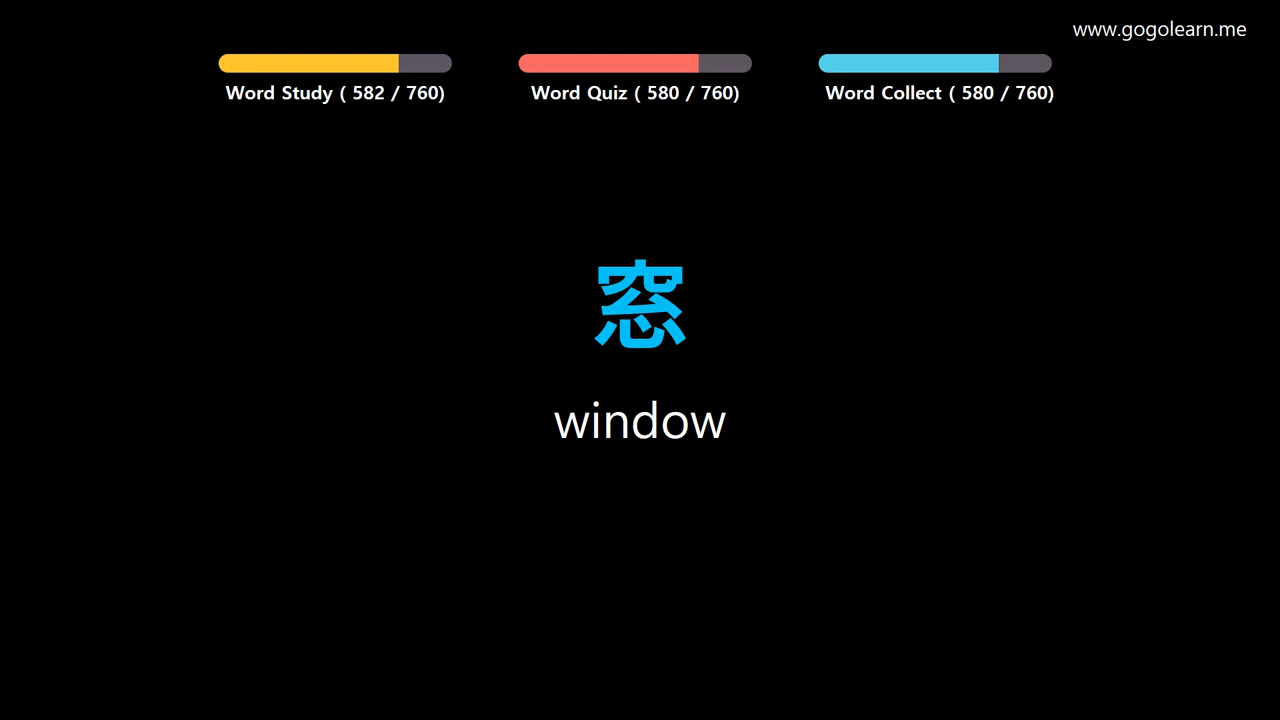 www.gogolearn.me
Word Study ( 582 / 760)
Word Quiz ( 580 / 760)
Word Collect ( 580 / 760)
窓
window